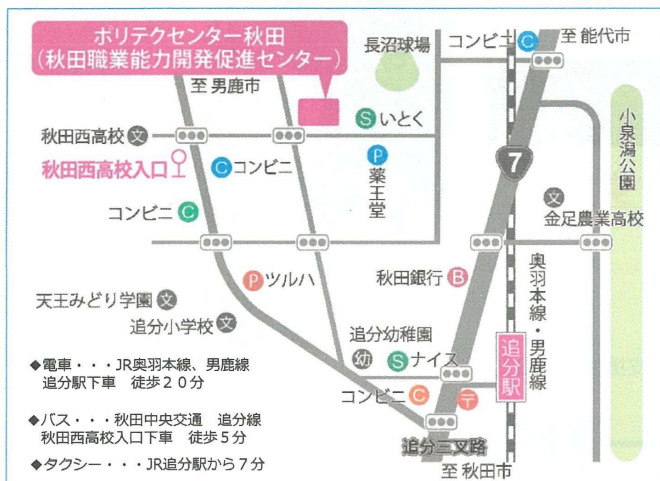 ポリテクセンター秋田
(秋田職業能力開発促進センター)
至 男鹿市
長沼球場
コンビニ C
至 能代市
秋田西高校 文
S いとく
秋田西高校入口
C コンビニ
P
薬王堂
7
小泉潟公園
コンビニ C
文
金足農業高校
P ツルハ
秋田銀行 B
奥羽本線・男鹿線
天王みどり学園 文
追分小学校 文
追分幼稚園
幼
S ナイス
追分駅
コンビニ C
〒
追分三叉路
至 秋田市
◆電車・・・JR奥羽本線、男鹿線
追分駅下車 徒歩20分
◆バス・・・秋田中央交通 追分線
秋田西高校入口下車 徒歩5分
◆タクシー・・・JR追分駅から7分